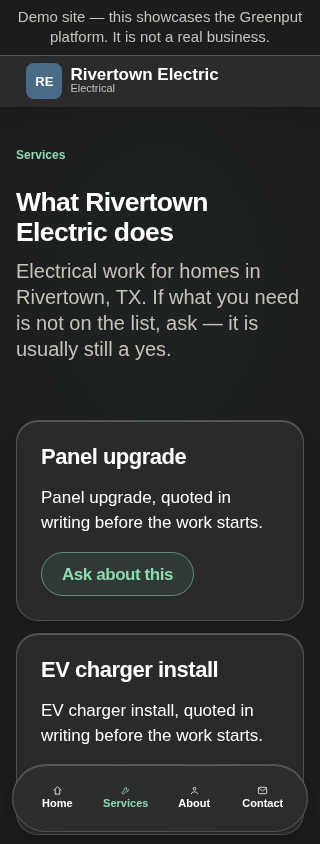 Demo site — this showcases the Greenput
platform. It is not a real business.
RE
Rivertown Electric
Electrical
Services
What Rivertown
Electric does
Electrical work for homes in
Rivertown, TX. If what you need
is not on the list, ask — it is
usually still a yes.
Panel upgrade
Panel upgrade, quoted in
writing before the work starts.
Ask about this
EV charger install
EV charger install, quoted in
writing before the work starts.
Home
Services
About
Contact